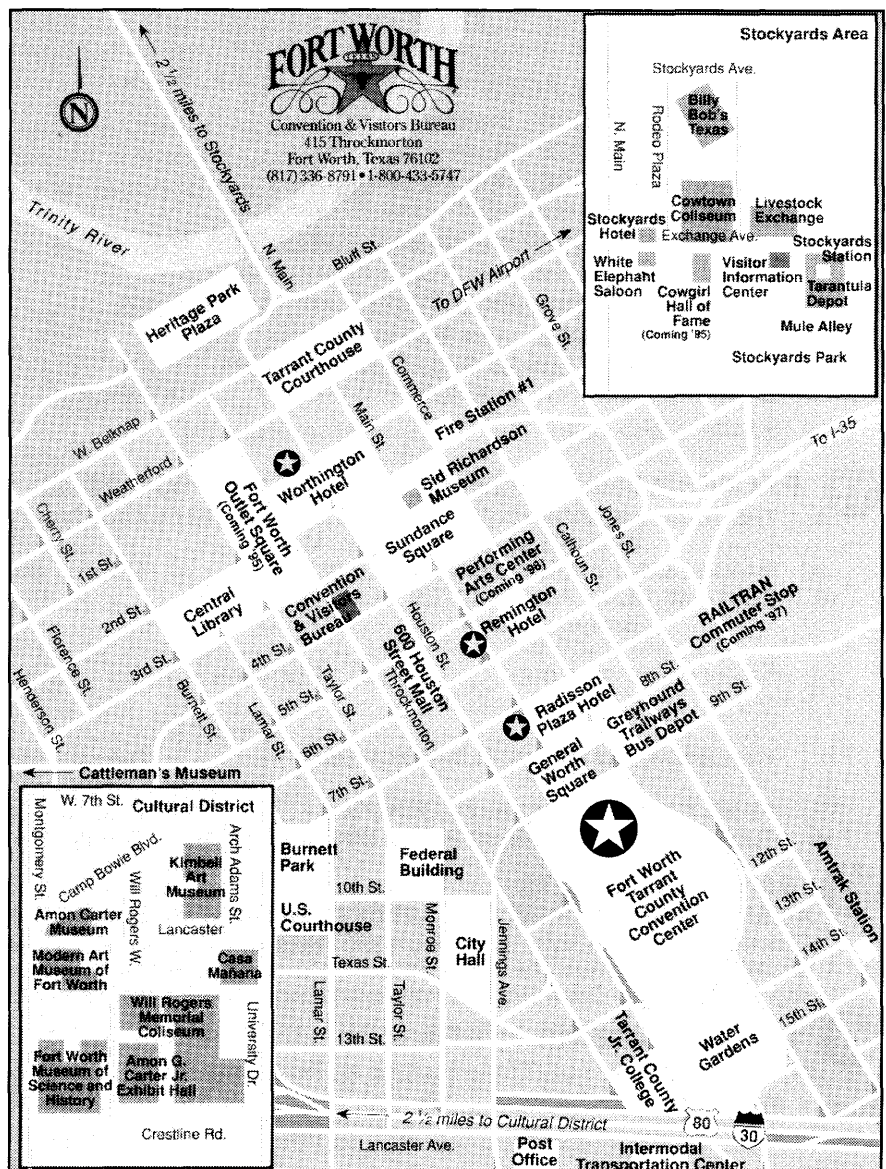 FORT WORTH
Convention & Visitors Bureau
415 Throckmorton
Fort Worth, Texas 76102
(817) 336-8791 • 1-800-433-5747
N
2 1/2 miles to Stockyards
Trinity River
N. Main
Bluff St.
To DFW Airport
Heritage Park
Plaza
Tarrant County
Courthouse
Commerce
Grove St.
Main St.
Fire Station #1
W. Belknap
Weatherford
Worthington
Hotel
Sid Richardson
Museum
To I-35
Fort Worth
Outlet Square
(Coming '95)
Sundance
Square
Cherry St.
1st St.
2nd St.
3rd St.
Central
Library
Convention
& Visitors
Bureau
Performing
Arts Center
(Coming '98)
Calhoun St.
Jones St.
Remington
Hotel
Houston St.
600 Houston
Street Mall
Throckmorton
RAILTRAN
Commuter Stop
(Coming '97)
Florence St.
Henderson St.
Burnett St.
4th St.
5th St.
6th St.
7th St.
Lamar St.
Taylor St.
Radisson
Plaza Hotel
8th St.
Greyhound
Trailways
Bus Depot
9th St.
General
Worth
Square
Fort Worth
Tarrant
County
Convention
Center
12th St.
13th St.
14th St.
15th St.
Amtrak Station
Burnett
Park
Federal
Building
10th St.
U.S.
Courthouse
Monroe St.
City
Hall
Jennings Ave.
Texas St.
Lamar St.
Taylor St.
13th St.
Tarrant County
Jr. College
Water
Gardens
2 1/2 miles to Cultural District
80
30
Lancaster Ave.
Post
Office
Intermodal
Transportation Center
Stockyards Area
Stockyards Ave.
N. Main
Rodeo Plaza
Billy
Bob's
Texas
Cowtown
Coliseum
Livestock
Exchange
Stockyards
Hotel
Exchange Ave.
Stockyards
Station
White
Elephant
Saloon
Cowgirl
Hall of
Fame
(Coming '95)
Visitor
Information
Center
Tarantula
Depot
Mule Alley
Stockyards Park
Cattleman's Museum
W. 7th St.
Cultural District
Montgomery St.
Camp Bowie Blvd.
Will Rogers W.
Kimbell
Art
Museum
Arch Adams St.
Amon Carter
Museum
Lancaster
Modern Art
Museum of
Fort Worth
Casa
Mañana
Will Rogers
Memorial
Coliseum
University Dr.
Fort Worth
Museum of
Science and
History
Amon G.
Carter Jr.
Exhibit Hall
Crestline Rd.